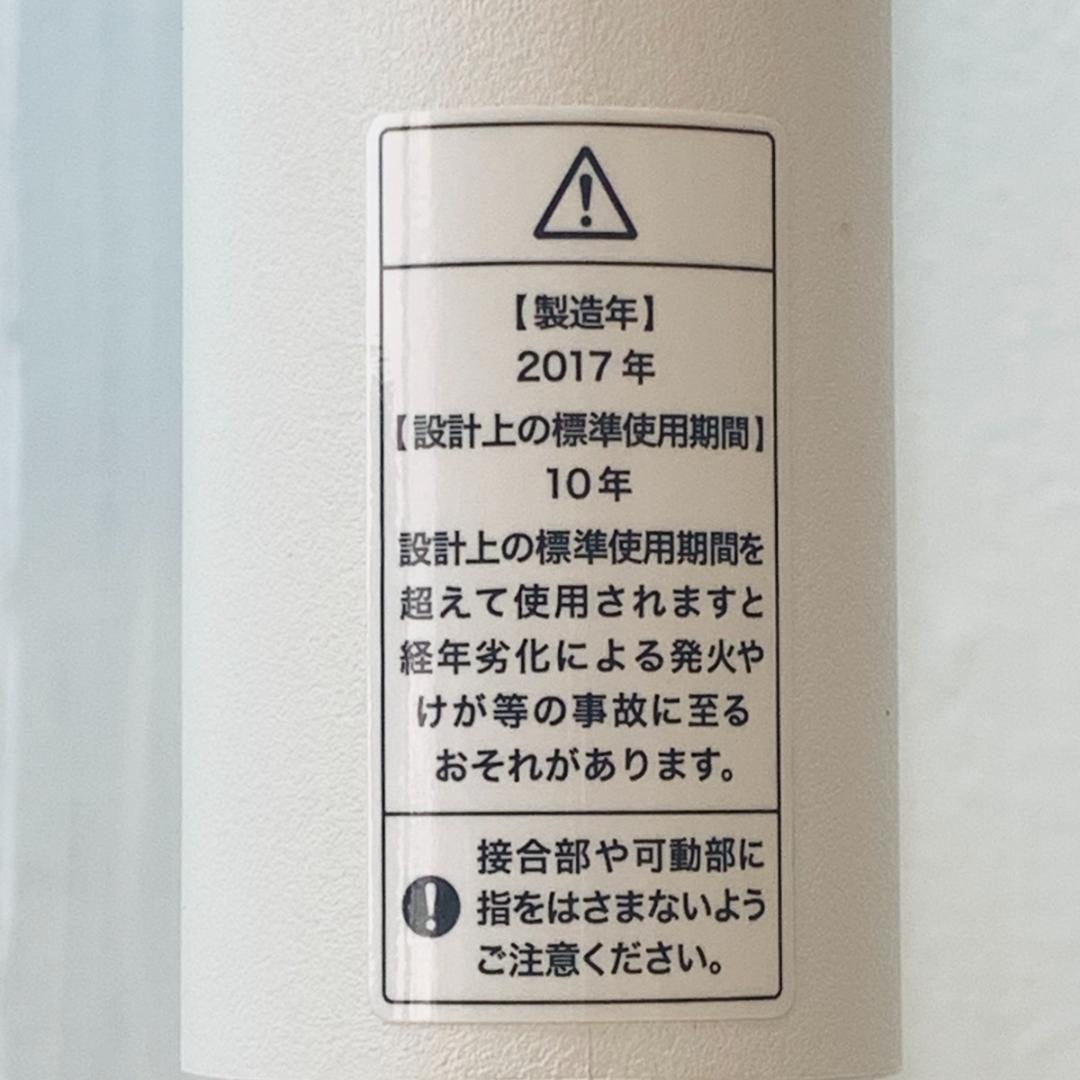 【製造年】
2017年
【設計上の標準使用期間】
10年
設計上の標準使用期間を
超えて使用されますと
経年劣化による発火や
けが等の事故に至る
おそれがあります。
接合部や可動部に
指をはさまないよう
ご注意ください。